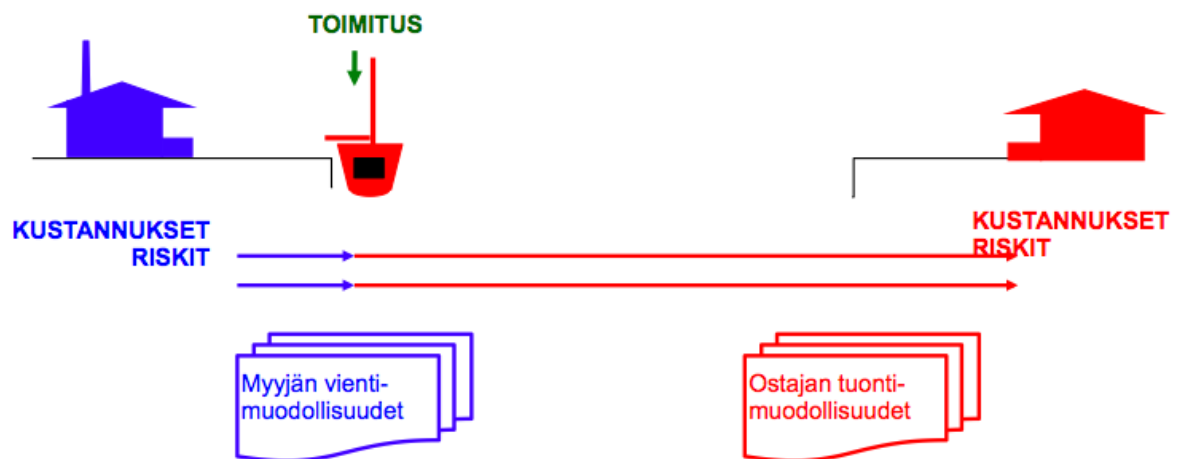 TOIMITUS
KUSTANNUKSET
RISKIT
KUSTANNUKSET
RISKIT
Myyjän vienti-
muodollisuudet
Ostajan tuonti-
muodollisuudet